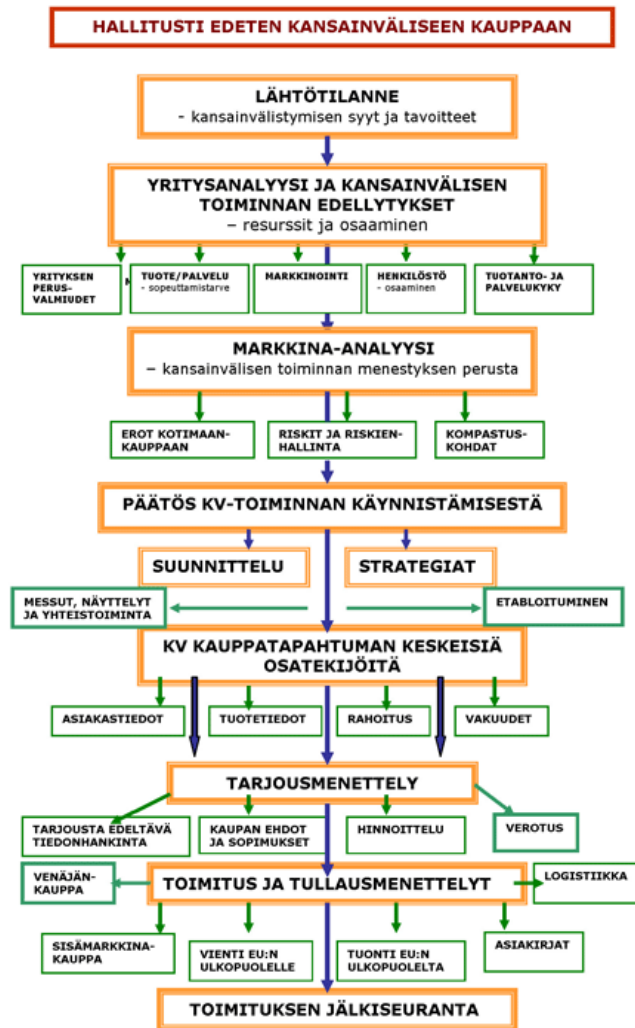 HALLITUSTI EDETEN KANSAINVÄLISEEN KAUPPAAN
LÄHTÖTILANNE
- kansainvälistymisen syyt ja tavoitteet
YRITYSANALYYSI JA KANSAINVÄLISEN
TOIMINNAN EDELLYTYKSET
– resurssit ja osaaminen
YRITYKSEN
PERUS-
VALMIUDET
M
TUOTE/PALVELU
- sopeuttamistarve
MARKKINOINTI
HENKILÖSTÖ
- osaaminen
TUOTANTO- JA
PALVELUKYKY
MARKKINA-ANALYYSI
– kansainvälisen toiminnan menestyksen perusta
EROT KOTIMAAN-
KAUPPAAN
RISKIT JA RISKIEN-
HALLINTA
KOMPASTUS-
KOHDAT
PÄÄTÖS KV-TOIMINNAN KÄYNNISTÄMISESTÄ
SUUNNITTELU
STRATEGIAT
MESSUT, NÄYTTELYT
JA YHTEISTOIMINTA
ETABLOITUMINEN
KV KAUPPATAPAHTUMAN KESKEISIÄ
OSATEKIJÖITÄ
ASIAKASTIEDOT
TUOTETIEDOT
RAHOITUS
VAKUUDET
TARJOUSMENETTELY
TARJOUSTA EDELTÄVÄ
TIEDONHANKINTA
KAUPAN EHDOT
JA SOPIMUKSET
HINNOITTELU
VEROTUS
VENÄJÄN-
KAUPPA
TOIMITUS JA TULLAUSMENETTELYT
LOGISTIIKKA
SISÄMARKKINA-
KAUPPA
VIENTI EU:N
ULKOPUOLELLE
TUONTI EU:N
ULKOPUOLELTA
ASIAKIRJAT
TOIMITUKSEN JÄLKISEURANTA